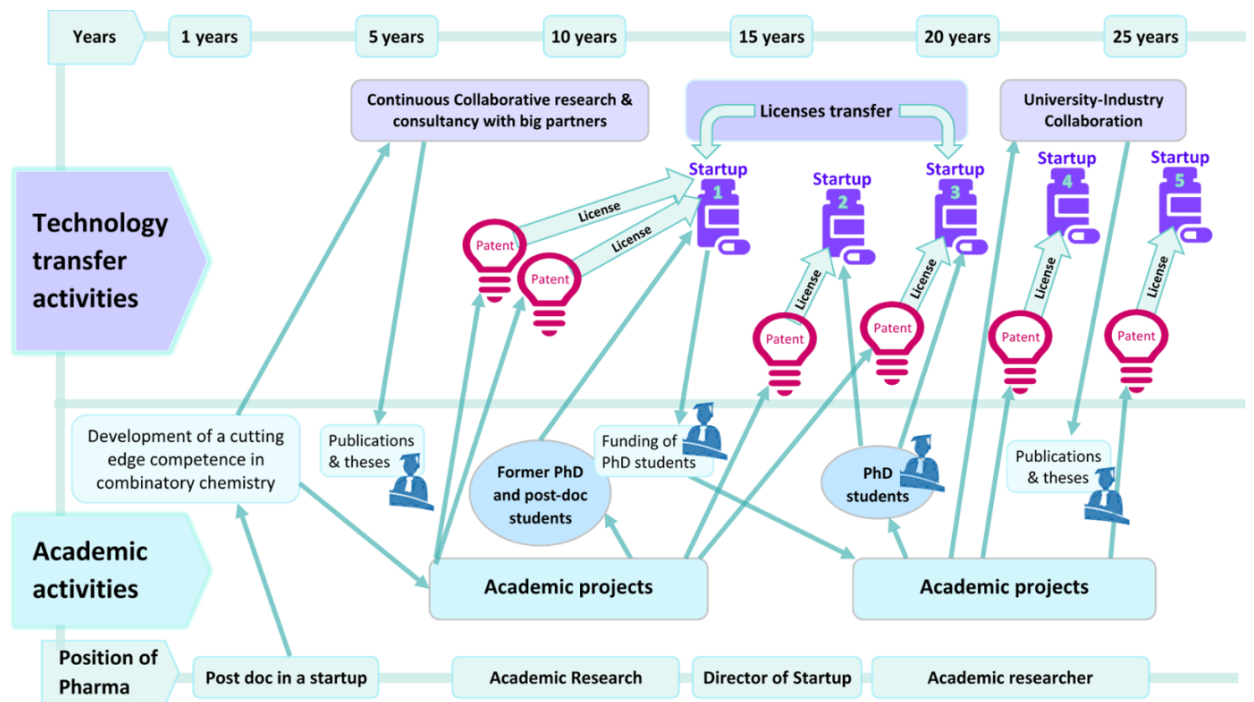 Years
1 years
5 years
10 years
15 years
20 years
25 years
Continuous Collaborative research &
consultancy with big partners
Licenses transfer
University-Industry
Collaboration
Technology
transfer
activities
Startup
1
Startup
2
Startup
3
Startup
4
Startup
5
License
License
License
License
License
License
Patent
Patent
Patent
Patent
Patent
Patent
Development of a cutting
edge competence in
combinatory chemistry
Publications
& theses
Former PhD
and post-doc
students
Funding of
PhD students
PhD
students
Publications
& theses
Academic
activities
Academic projects
Academic projects
Position of
Pharma
Post doc in a startup
Academic Research
Director of Startup
Academic researcher